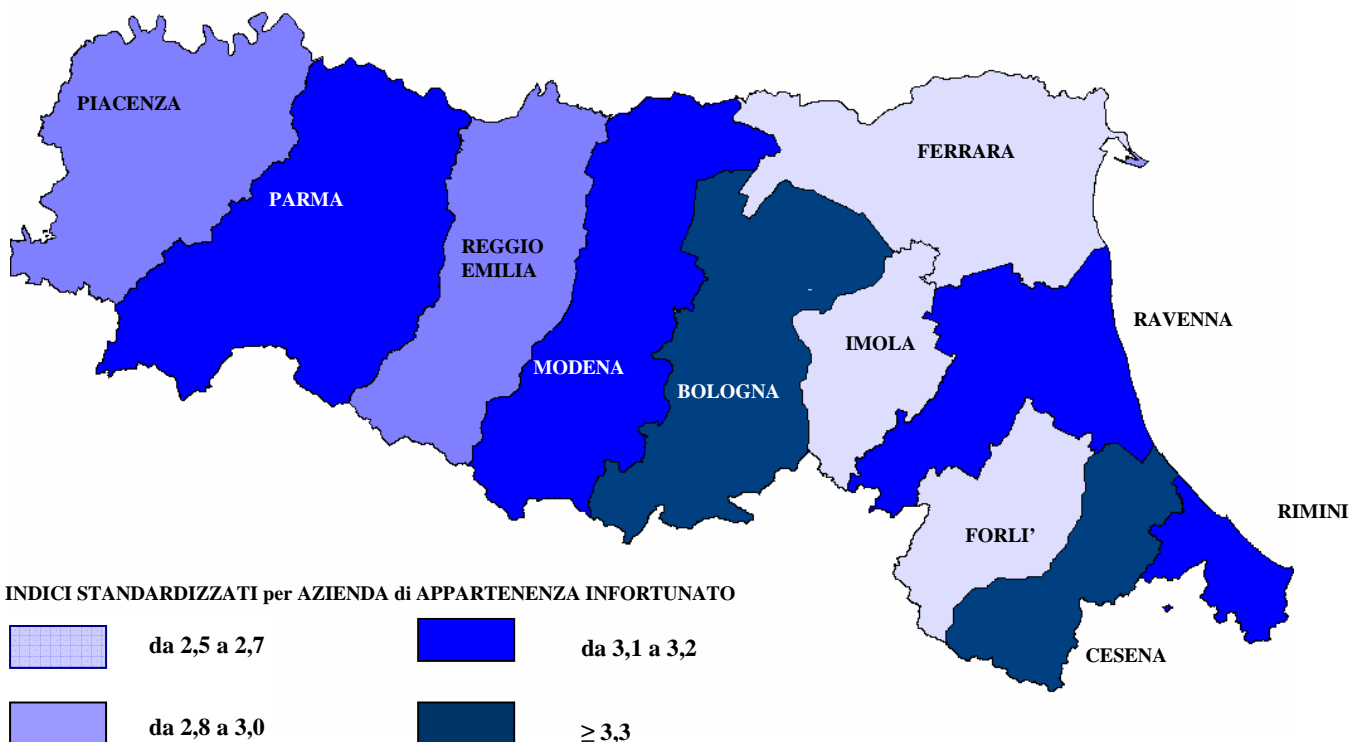 PIACENZA
FERRARA
PARMA
REGGIO
EMILIA
RAVENNA
IMOLA
MODENA
BOLOGNA
RIMINI
FORLI’
INDICI STANDARDIZZATI per AZIENDA di APPARTENENZA INFORTUNATO
da 2,5 a 2,7
da 3,1 a 3,2
CESENA
da 2,8 a 3,0
≥ 3,3